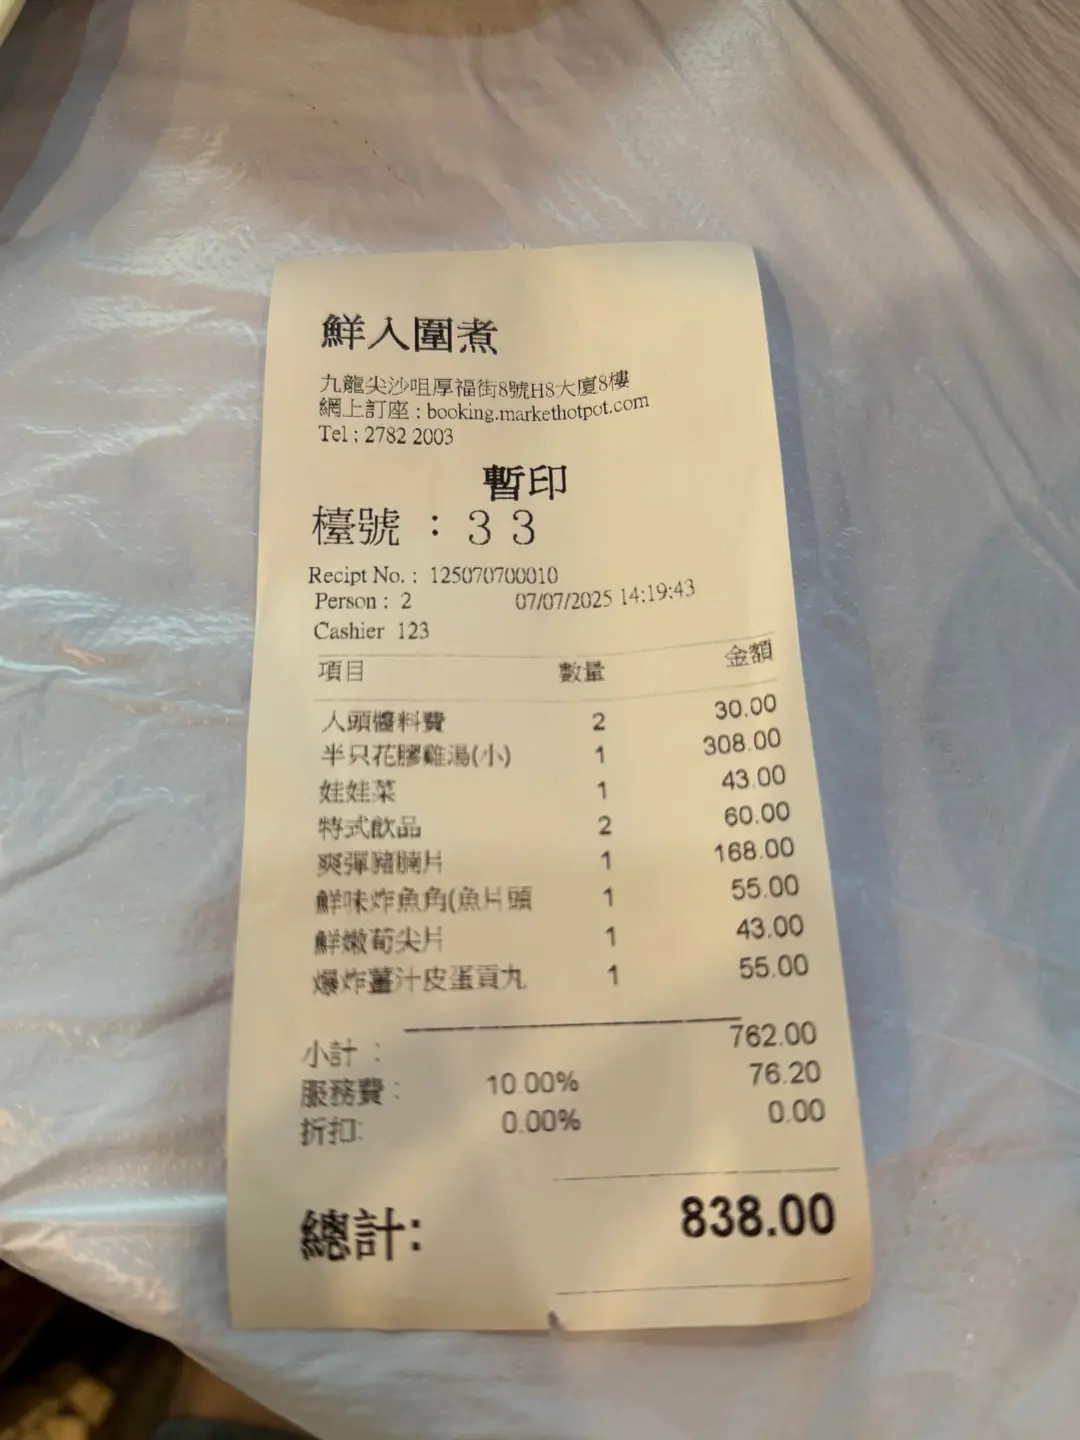 鮮入圍煮
九龍尖沙咀厚福街8號H8大廈8樓
網上訂座 : booking.markethotpot.com
Tel : 2782 2003
暫印
檯號 : 33
Recipt No. : 125070700010
Person : 2 07/07/2025 14:19:43
Cashier 123
項目 數量 金額
人頭醬料費 2 30.00
半只花膠雞湯(小) 1 308.00
娃娃菜 1 43.00
特式飲品 2 60.00
爽彈豬腩片 1 168.00
鮮味炸魚角(魚片頭 1 55.00
鮮嫩荀尖片 1 43.00
爆炸薑汁皮蛋貢丸 1 55.00
小計 : 762.00
服務費 : 10.00% 76.20
折扣: 0.00% 0.00
總計: 838.00